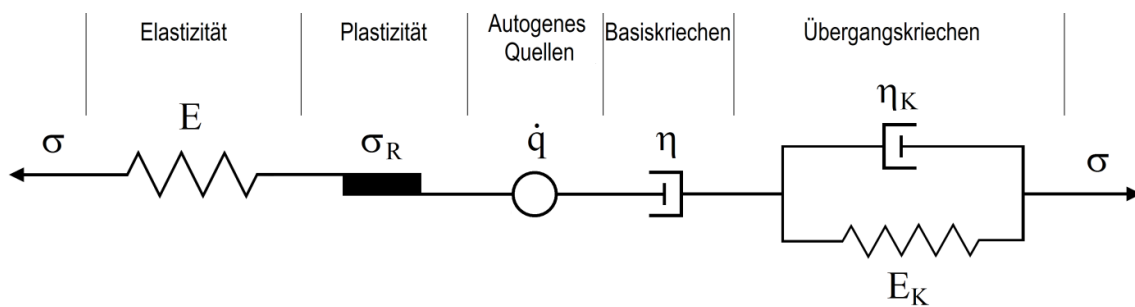 Elastizität
Plastizität
Autogenes
Quellen
Basiskriechen
Übergangskriechen
σ
E
σR
q̇
η
ηK
EK
σ